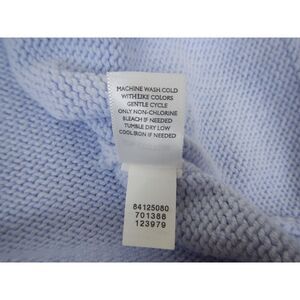 MACHINE WASH COLD
WITH LIKE COLORS
GENTLE CYCLE
ONLY NON-CHLORINE
BLEACH IF NEEDED
TUMBLE DRY LOW
COOL IRON IF NEEDED
84125080
701388
123979